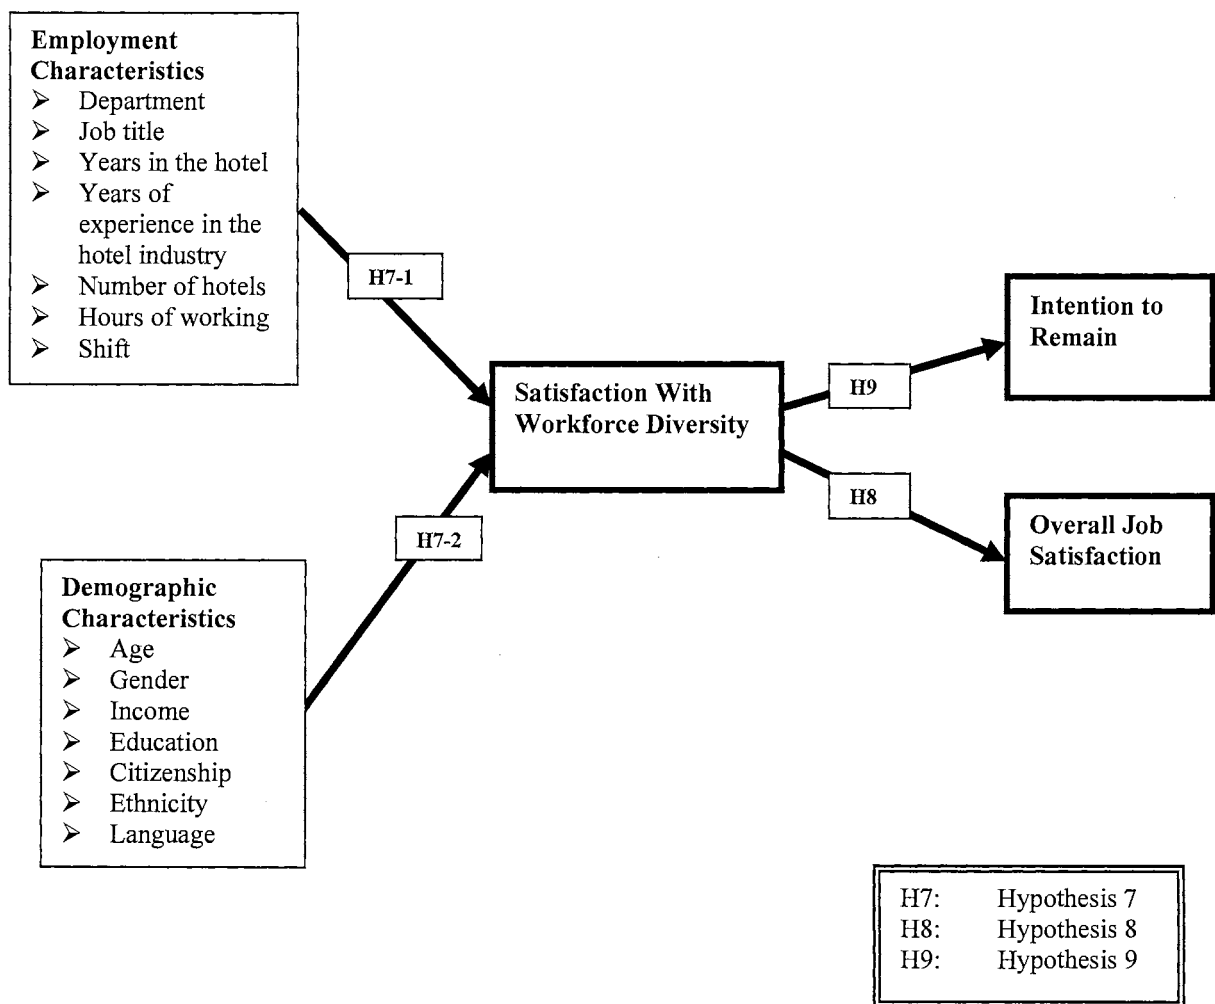 Employment
Characteristics
➢ Department
➢ Job title
➢ Years in the hotel
➢ Years of
experience in the
hotel industry
➢ Number of hotels
➢ Hours of working
➢ Shift
H7-1
Satisfaction With
Workforce Diversity
H9
Intention to
Remain
H8
Overall Job
Satisfaction
H7-2
Demographic
Characteristics
➢ Age
➢ Gender
➢ Income
➢ Education
➢ Citizenship
➢ Ethnicity
➢ Language
H7: Hypothesis 7
H8: Hypothesis 8
H9: Hypothesis 9